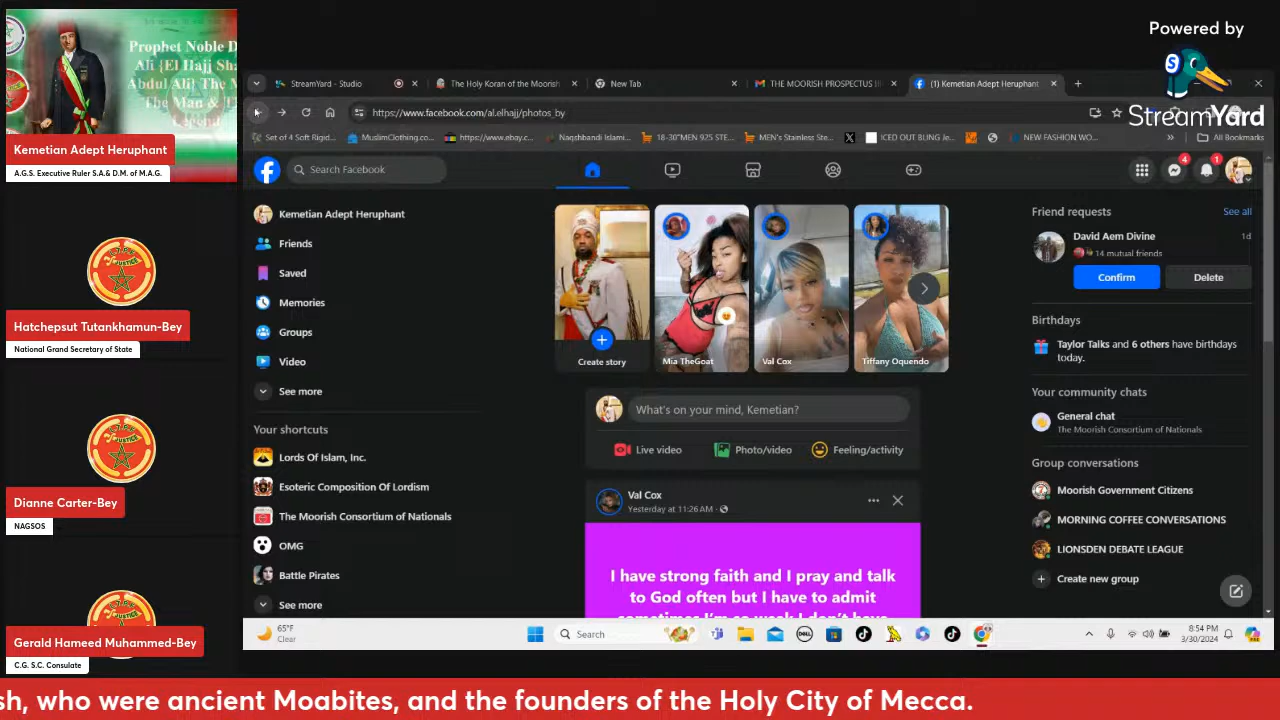 Prophet Noble D
Ali {El Hajj Sha
Abdul Ali} The M
The Man & T
Legend
Kemetian Adept Heruphant
A.G.S. Executive Ruler S.A.& D.M. of M.A.G.
JUSTICE
Hatchepsut Tutankhamun-Bey
National Grand Secretary of State
JUSTICE
Dianne Carter-Bey
NAGSOS
Gerald Hameed Muhammed-Bey
C.G. S.C. Consulate
Powered by
StreamYard
StreamYard - Studio
The Holy Koran of the Moorish
New Tab
THE MOORISH PROSPECTUS
(1) Kemetian Adept Heruphant
https://www.facebook.com/al.elhajj/photos_by
Set of 4 Soft Rigid...
MuslimClothing.co...
https://www.ebay.c...
Naqshbandi Islami...
18-30"MEN 925 STE...
MEN's Stainless Ste...
ICED OUT BLING Je...
NEW FASHION WO...
All Bookmarks
Search Facebook
4
1
Kemetian Adept Heruphant
Friends
Saved
Memories
Groups
Video
See more
Your shortcuts
Lords Of Islam, Inc.
Esoteric Composition Of Lordism
The Moorish Consortium of Nationals
OMG
Battle Pirates
See more
Create story
Mia TheGoat
Val Cox
Tiffany Oquendo
What's on your mind, Kemetian?
Live video
Photo/video
Feeling/activity
Val Cox
Yesterday at 11:26 AM ·
I have strong faith and I pray and talk
to God often but I have to admit
sometimes I'm so weak I don't have
Friend requests
See all
David Aem Divine
1d
14 mutual friends
Confirm
Delete
Birthdays
Taylor Talks and 6 others have birthdays
today.
Your community chats
General chat
The Moorish Consortium of Nationals
Group conversations
Moorish Government Citizens
MORNING COFFEE CONVERSATIONS
LIONSDEN DEBATE LEAGUE
Create new group
65°F
Clear
Search
8:54 PM
3/30/2024
sh, who were ancient Moabites, and the founders of the Holy City of Mecca.